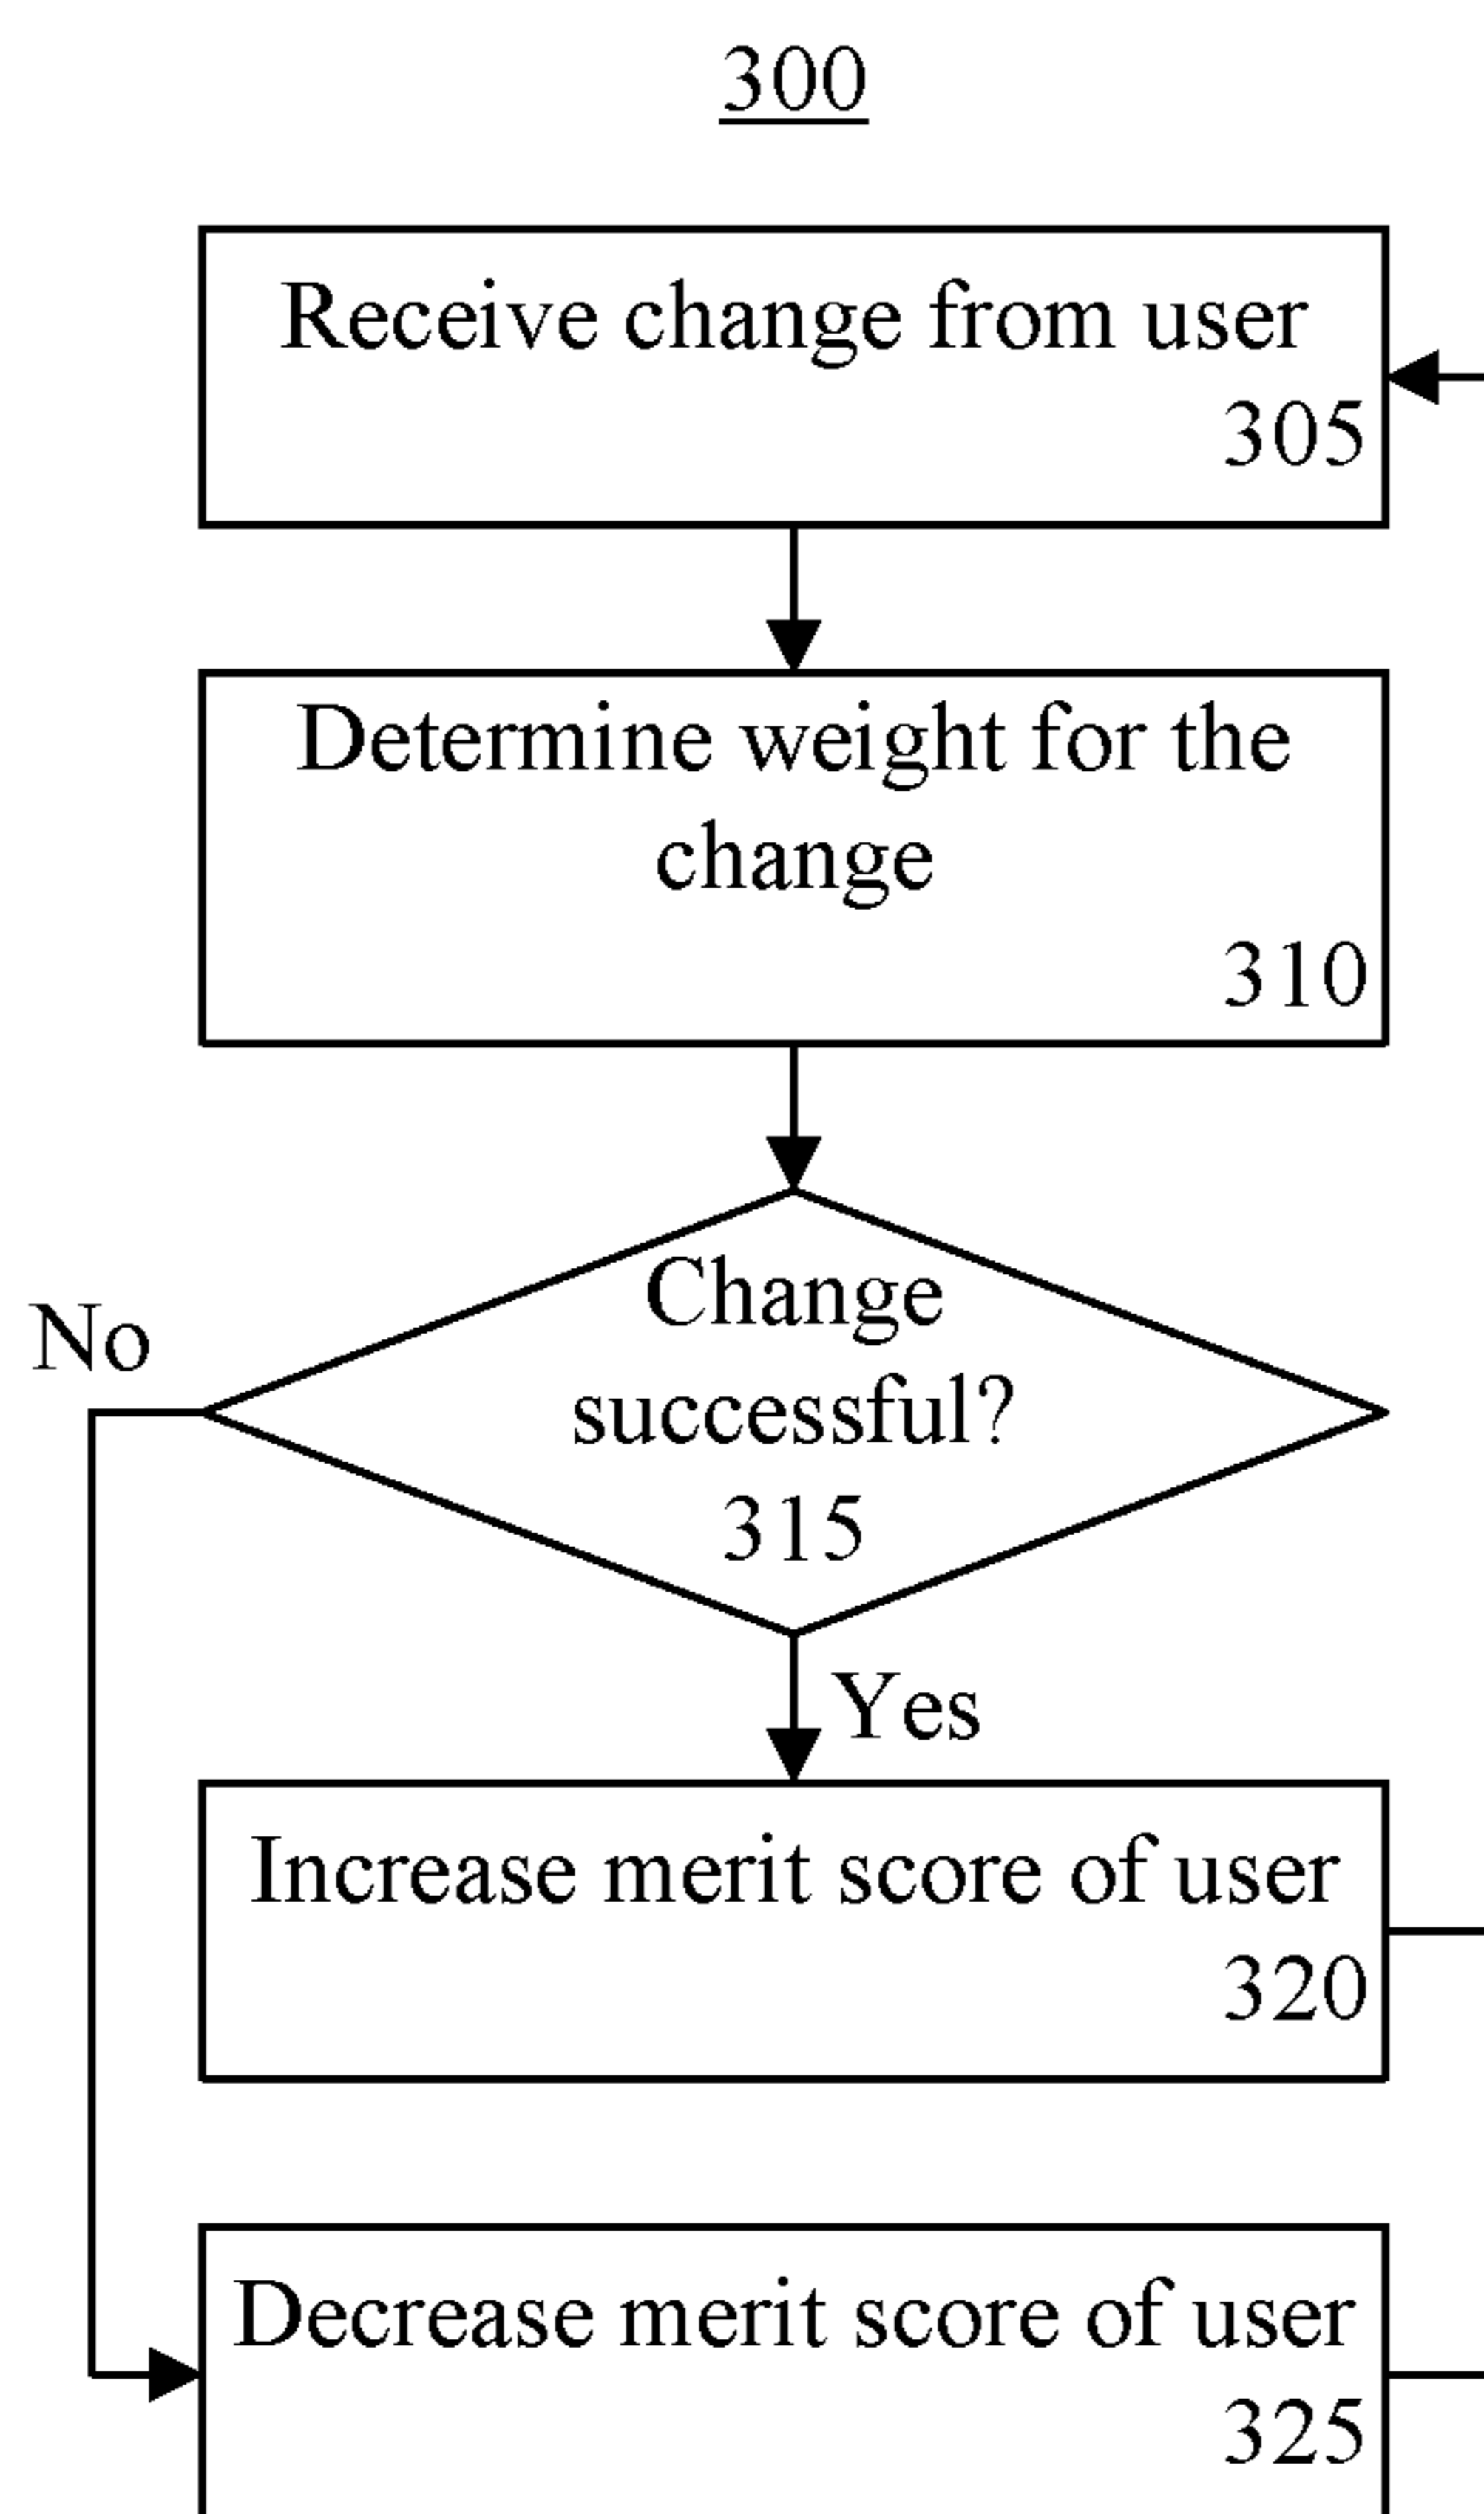 300
Receive change from user
305
Determine weight for the
change
310
Change
successful?
315
No
Yes
Increase merit score of user
320
Decrease merit score of user
325